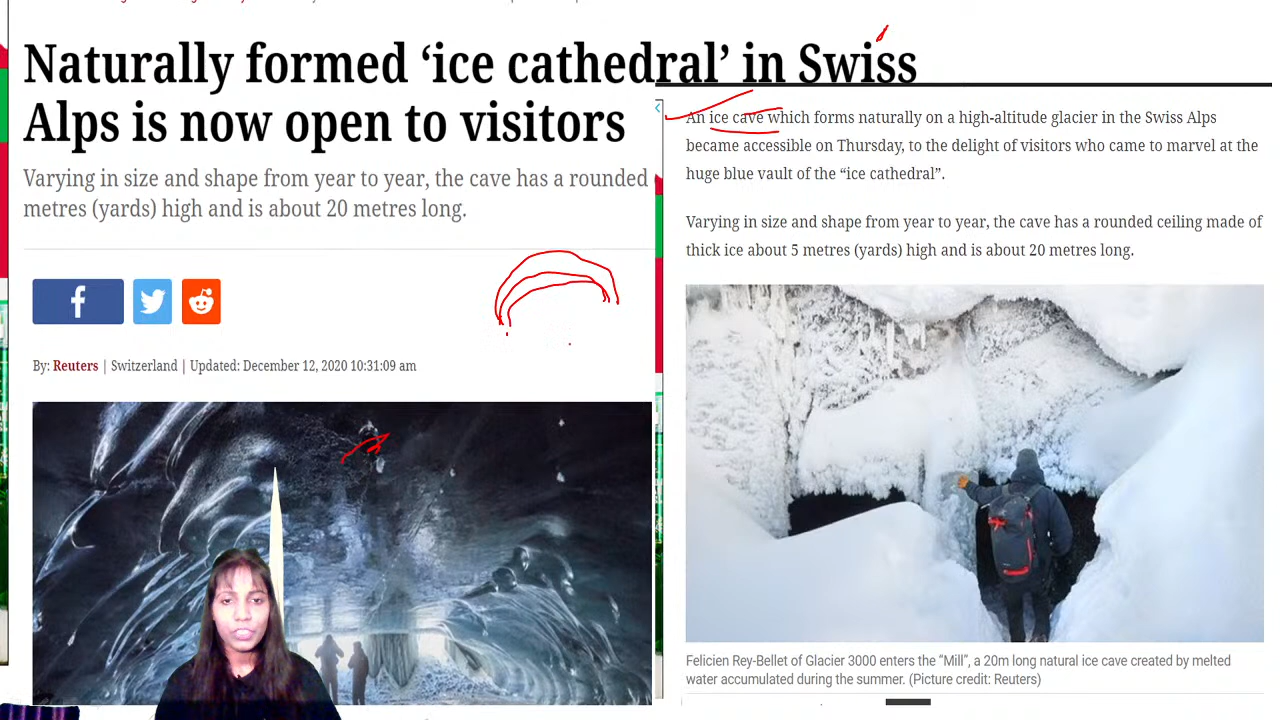 Naturally formed ‘ice cathedral’ in Swiss
Alps is now open to visitors
Varying in size and shape from year to year, the cave has a rounded
metres (yards) high and is about 20 metres long.
By: Reuters | Switzerland | Updated: December 12, 2020 10:31:09 am
An ice cave which forms naturally on a high-altitude glacier in the Swiss Alps
became accessible on Thursday, to the delight of visitors who came to marvel at the
huge blue vault of the “ice cathedral”.
Varying in size and shape from year to year, the cave has a rounded ceiling made of
thick ice about 5 metres (yards) high and is about 20 metres long.
Felicien Rey-Bellet of Glacier 3000 enters the “Mill”, a 20m long natural ice cave created by melted
water accumulated during the summer. (Picture credit: Reuters)